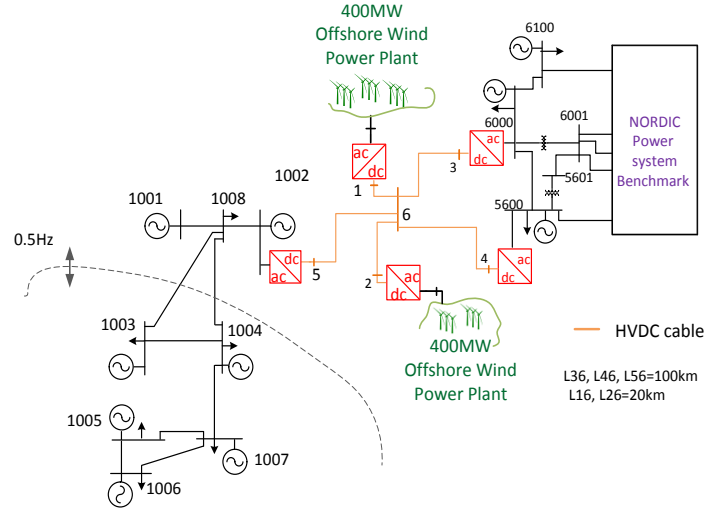 400MW
Offshore Wind
Power Plant
6100
6000
6001
5601
5600
NORDIC
Power
system
Benchmark
ac
dc
1
ac
dc
3
6
1002
1008
1001
0.5Hz
dc
ac
5
2
ac
dc
4
ac
dc
1003
1004
400MW
Offshore Wind
Power Plant
HVDC cable
L36, L46, L56=100km
L16, L26=20km
1005
1006
1007